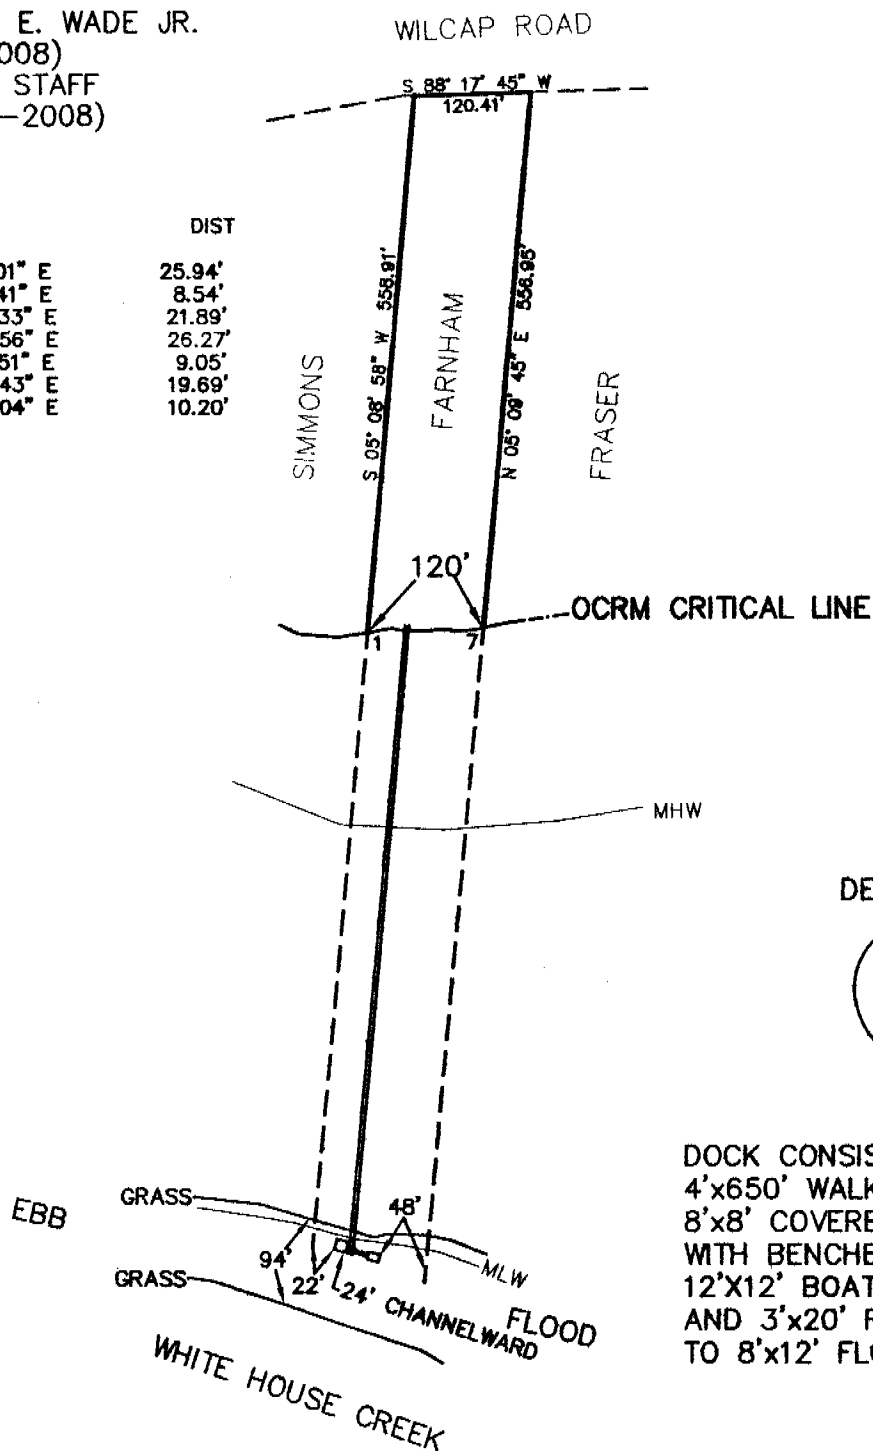 E. WADE JR.
008)
STAFF
-2008)
WILCAP ROAD
S 88° 17' 45" W
120.41'
DIST
01" E 25.94'
41" E 8.54'
33" E 21.89'
56" E 26.27'
51" E 9.05'
43" E 19.69'
04" E 10.20'
SIMMONS
S 05° 08' 58" W 558.91'
FARNHAM
N 05° 09' 45" E 556.95'
FRASER
120'
OCRM CRITICAL LINE
1
7
MHW
DE
DOCK CONSIS
4'x650' WALK
8'x8' COVERE
WITH BENCHE
12'X12' BOAT
AND 3'x20' F
TO 8'x12' FLO
EBB
GRASS
48'
94'
MLW
GRASS
22'
24' CHANNELWARD
FLOOD
WHITE HOUSE CREEK